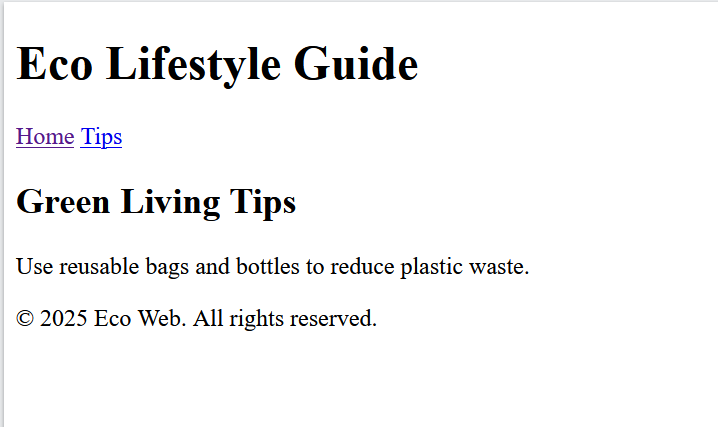 Eco Lifestyle Guide
Home Tips
Green Living Tips
Use reusable bags and bottles to reduce plastic waste.
© 2025 Eco Web. All rights reserved.